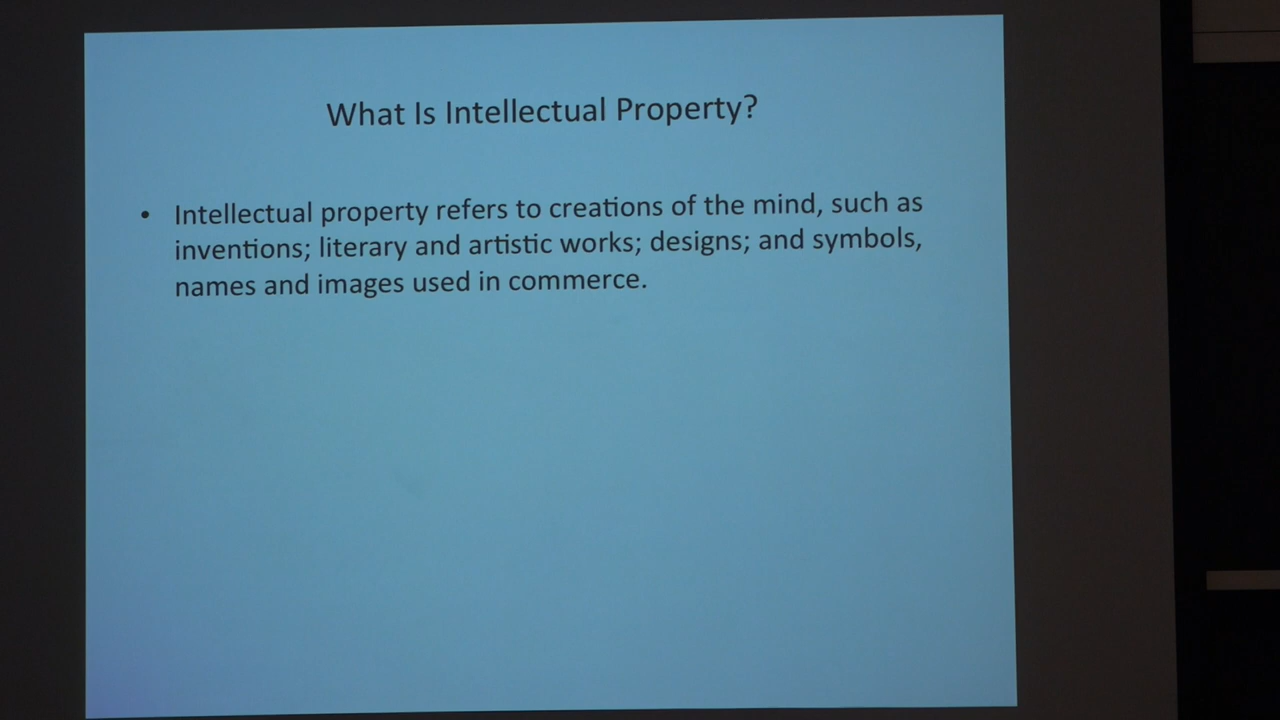 What Is Intellectual Property?
• Intellectual property refers to creations of the mind, such as
inventions; literary and artistic works; designs; and symbols,
names and images used in commerce.